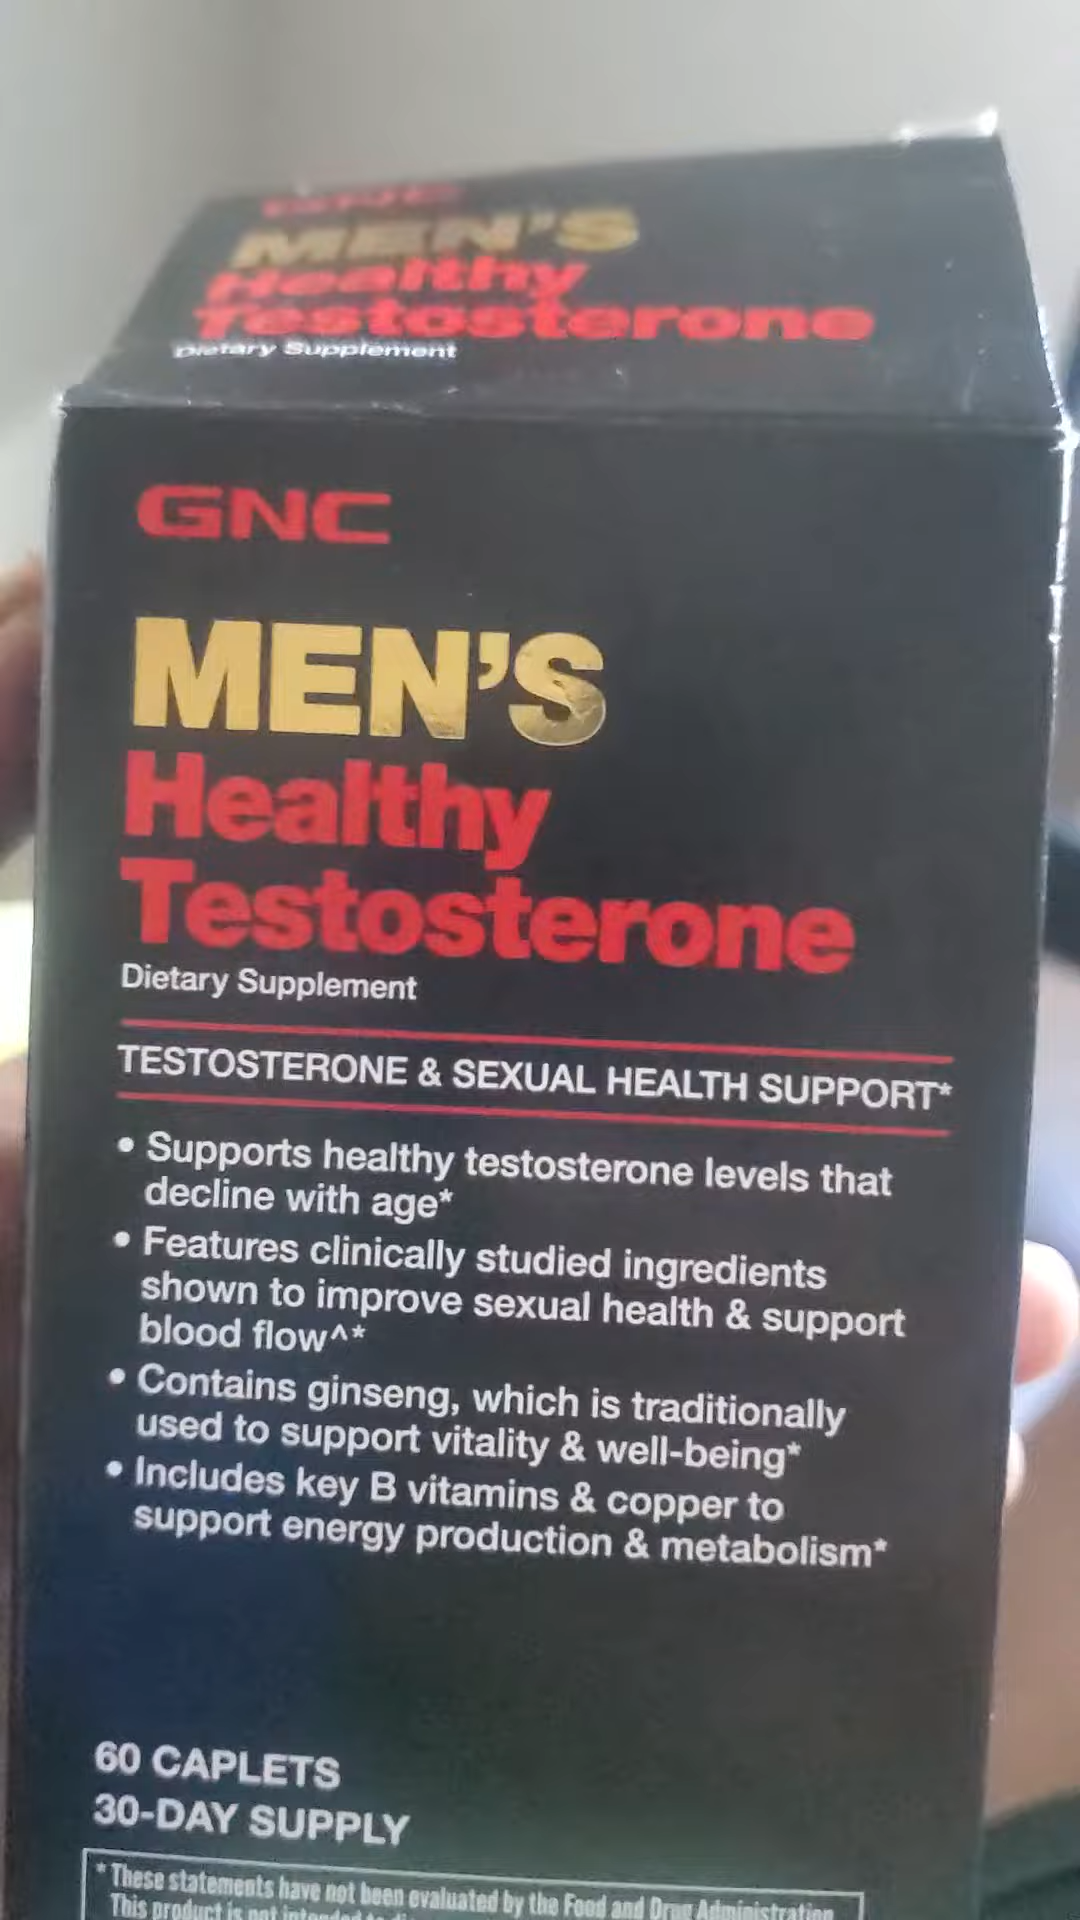 GNC
MEN'S
Healthy
Testosterone
Dietary Supplement
GNC
MEN'S
Healthy
Testosterone
Dietary Supplement
TESTOSTERONE & SEXUAL HEALTH SUPPORT*
• Supports healthy testosterone levels that
decline with age*
• Features clinically studied ingredients
shown to improve sexual health & support
blood flow^*
• Contains ginseng, which is traditionally
used to support vitality & well-being*
• Includes key B vitamins & copper to
support energy production & metabolism*
60 CAPLETS
30-DAY SUPPLY
*These statements have not been evaluated by the Food and Drug Administration.
This product is not intended to